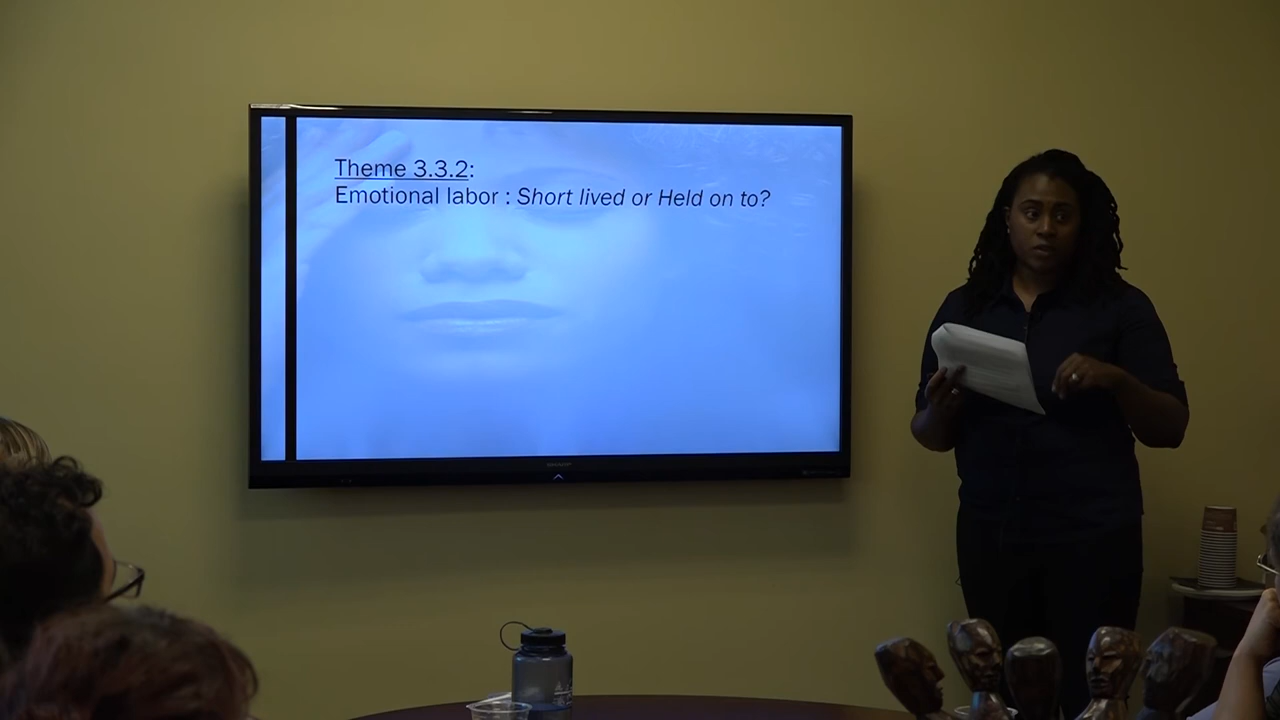 Theme 3.3.2:
Emotional labor : Short lived or Held on to?